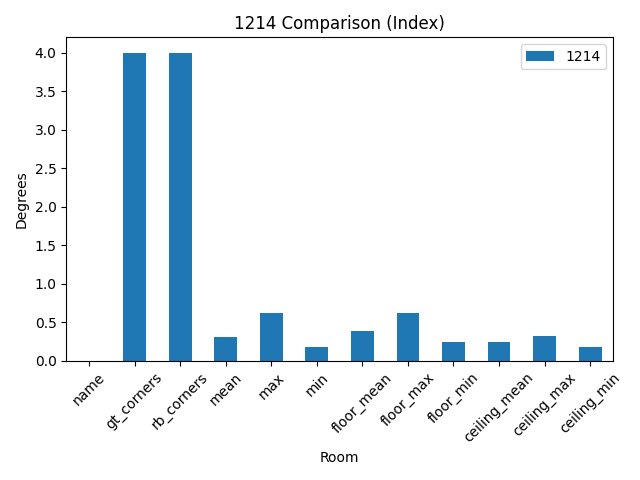 1214 Comparison (Index)
1214
Degrees
4.0
3.5
3.0
2.5
2.0
1.5
1.0
0.5
0.0
name
gt_corners
rb_corners
mean
max
min
floor_mean
floor_max
floor_min
ceiling_mean
ceiling_max
ceiling_min
Room